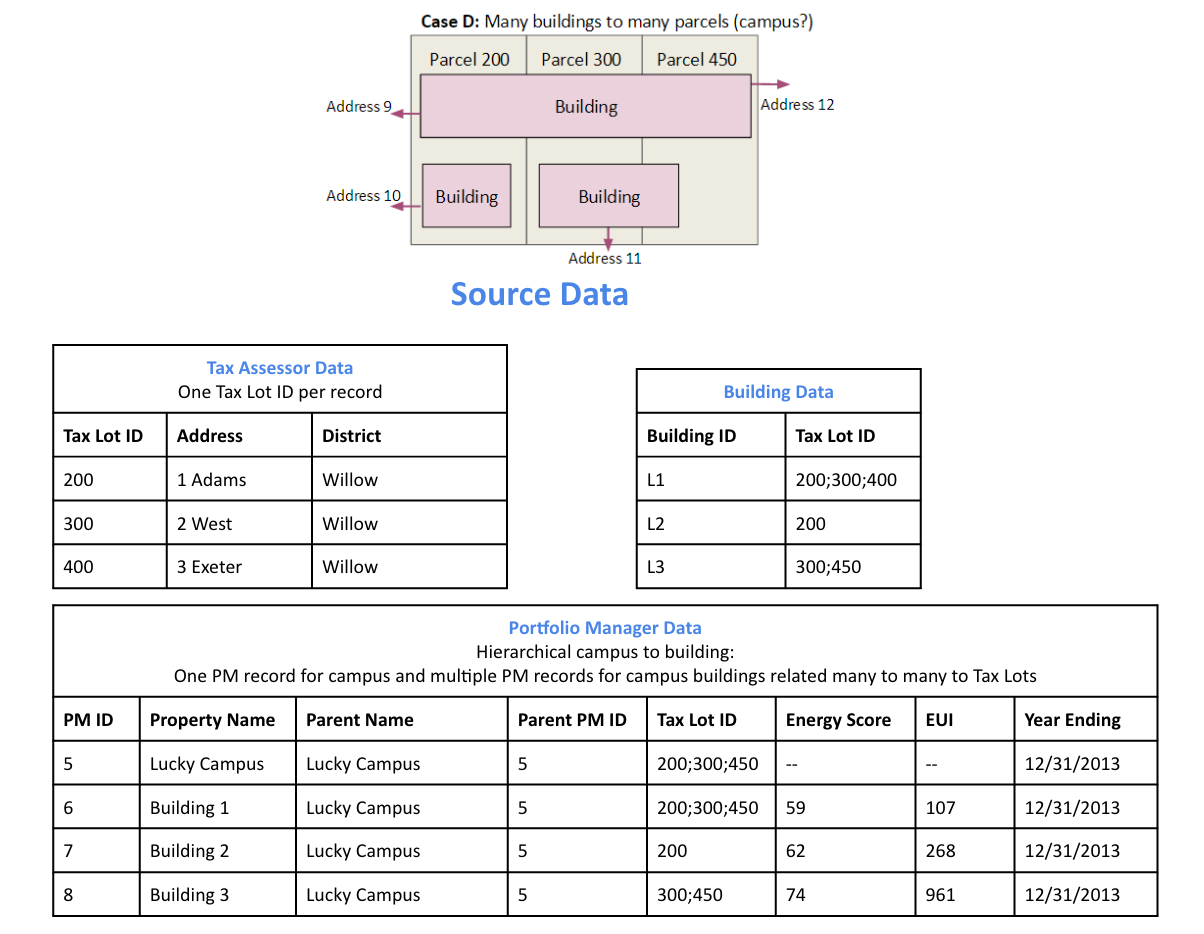 Case D: Many buildings to many parcels (campus?)
Parcel 200 Parcel 300 Parcel 450
Address 9 Building Address 12
Address 10 Building Building
Address 11
Source Data
Tax Assessor Data
One Tax Lot ID per record
Tax Lot ID Address District
200 1 Adams Willow
300 2 West Willow
400 3 Exeter Willow
Building Data
Building ID Tax Lot ID
L1 200;300;400
L2 200
L3 300;450
Portfolio Manager Data
Hierarchical campus to building:
One PM record for campus and multiple PM records for campus buildings related many to many to Tax Lots
PM ID Property Name Parent Name Parent PM ID Tax Lot ID Energy Score EUI Year Ending
5 Lucky Campus Lucky Campus 5 200;300;450 -- -- 12/31/2013
6 Building 1 Lucky Campus 5 200;300;450 59 107 12/31/2013
7 Building 2 Lucky Campus 5 200 62 268 12/31/2013
8 Building 3 Lucky Campus 5 300;450 74 961 12/31/2013